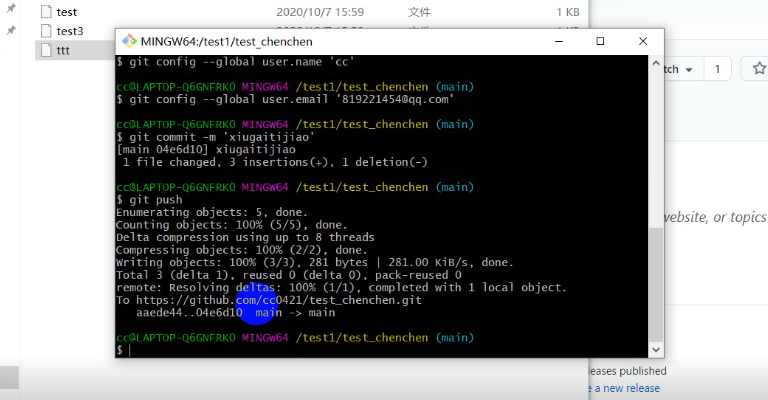 test
2020/10/7 15:59
文件
1 KB
test3
ttt
MINGW64:/test1/test_chenchen
$ git config --global user.name 'cc'
cc@LAPTOP-Q6GNFRK0 MINGW64 /test1/test_chenchen (main)
$ git config --global user.email '819221454@qq.com'
cc@LAPTOP-Q6GNFRK0 MINGW64 /test1/test_chenchen (main)
$ git commit -m 'xiugaitijiao'
[main 04e6d10] xiugaitijiao
1 file changed, 3 insertions(+), 1 deletion(-)
cc@LAPTOP-Q6GNFRK0 MINGW64 /test1/test_chenchen (main)
$ git push
Enumerating objects: 5, done.
Counting objects: 100% (5/5), done.
Delta compression using up to 8 threads
Compressing objects: 100% (2/2), done.
Writing objects: 100% (3/3), 281 bytes | 281.00 KiB/s, done.
Total 3 (delta 1), reused 0 (delta 0), pack-reused 0
remote: Resolving deltas: 100% (1/1), completed with 1 local object.
To https://github.com/cc0421/test_chenchen.git
aaede44..04e6d10  main -> main
cc@LAPTOP-Q6GNFRK0 MINGW64 /test1/test_chenchen (main)
$
tch
1
website, or topics
leases published
e a new release